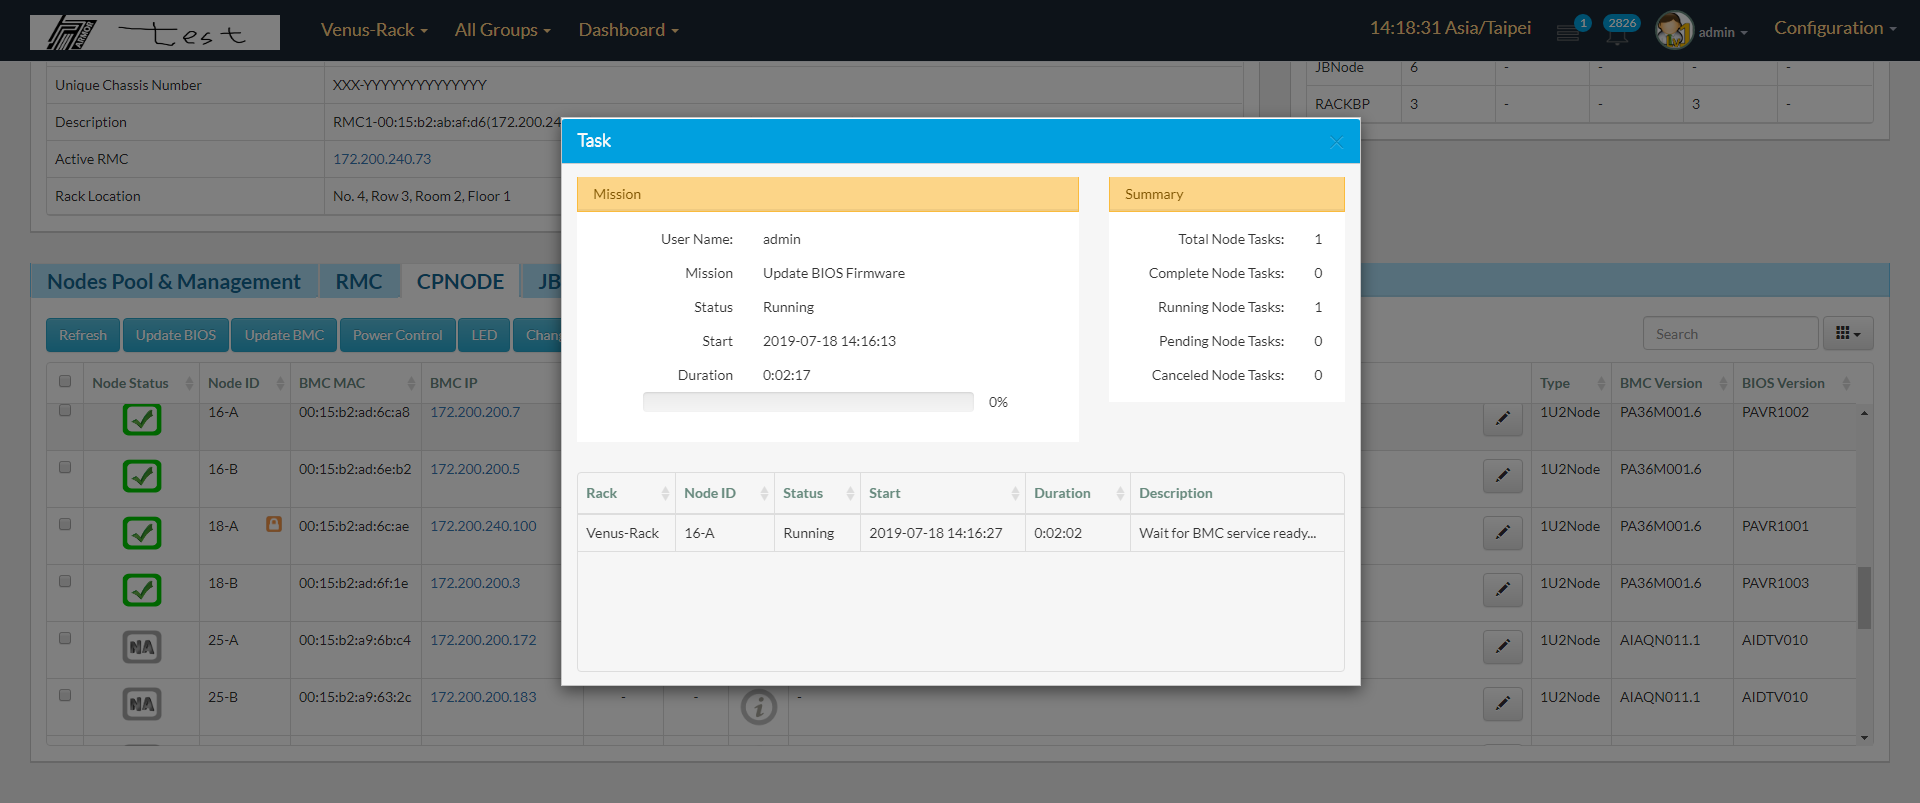 ARMOR test Venus-Rack All Groups Dashboard 14:18:31 Asia/Taipei 1 2826 admin Configuration
JBNode 6 - - - -
Unique Chassis Number XXX-YYYYYYYYYYYYYY
RACKBP 3 - - 3 -
Description RMC1-00:15:b2:ab:af:d6(172.200.24
Active RMC 172.200.240.73
Rack Location No. 4, Row 3, Room 2, Floor 1
Task
Mission
User Name: admin
Mission Update BIOS Firmware
Status Running
Start 2019-07-18 14:16:13
Duration 0:02:17
0%
Summary
Total Node Tasks: 1
Complete Node Tasks: 0
Running Node Tasks: 1
Pending Node Tasks: 0
Canceled Node Tasks: 0
Rack Node ID Status Start Duration Description
Venus-Rack 16-A Running 2019-07-18 14:16:27 0:02:02 Wait for BMC service ready...
Nodes Pool & Management RMC CPNODE JB
Refresh Update BIOS Update BMC Power Control LED Chan Search
Node Status Node ID BMC MAC BMC IP Type BMC Version BIOS Version
16-A 00:15:b2:ad:6c:a8 172.200.200.7 1U2Node PA36M001.6 PAVR1002
16-B 00:15:b2:ad:6e:b2 172.200.200.5 1U2Node PA36M001.6
18-A 00:15:b2:ad:6c:ae 172.200.240.100 1U2Node PA36M001.6 PAVR1001
18-B 00:15:b2:ad:6f:1e 172.200.200.3 1U2Node PA36M001.6 PAVR1003
NA 25-A 00:15:b2:a9:6b:c4 172.200.200.172 1U2Node AIAQN011.1 AIDTV010
NA 25-B 00:15:b2:a9:63:2c 172.200.200.183 - - i - 1U2Node AIAQN011.1 AIDTV010